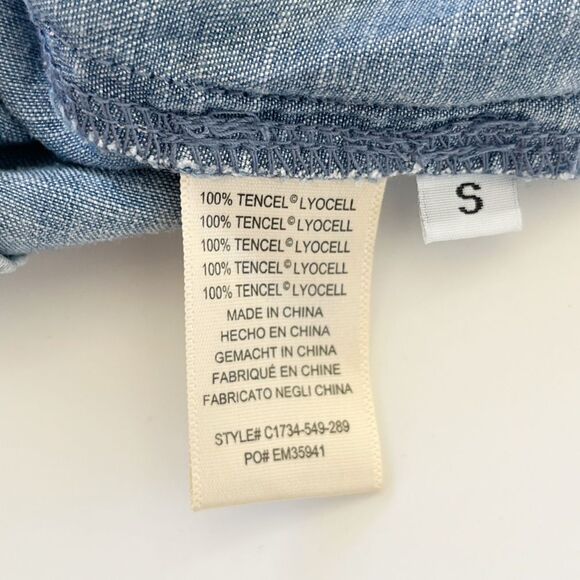 100% TENCEL© LYOCELL
100% TENCEL© LYOCELL
100% TENCEL© LYOCELL
100% TENCEL© LYOCELL
100% TENCEL© LYOCELL
MADE IN CHINA
HECHO EN CHINA
GEMACHT IN CHINA
FABRIQUÉ EN CHINE
FABRICATO NEGLI CHINA
STYLE# C1734-549-289
PO# EM35941
S